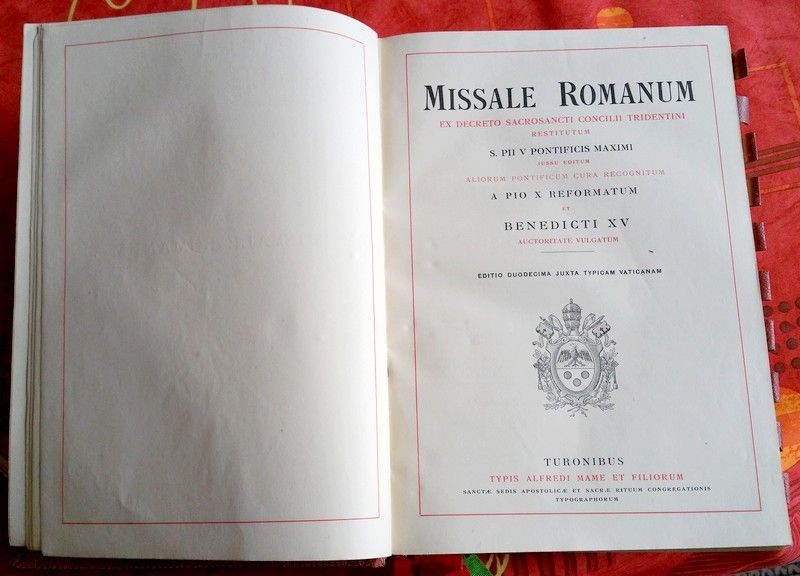 MISSALE ROMANUM
EX DECRETO SACROSANCTI CONCILII TRIDENTINI
RESTITUTUM
S. PII V PONTIFICIS MAXIMI
JUSSU EDITUM
ALIORUM PONTIFICUM CURA RECOGNITUM
A PIO X REFORMATUM
ET
BENEDICTI XV
AUCTORITATE VULGATUM
EDITIO DUODECIMA JUXTA TYPICAM VATICANAM
TURONIBUS
TYPIS ALFREDI MAME ET FILIORUM
SANCTÆ SEDIS APOSTOLICÆ ET SACRÆ RITUUM CONGREGATIONIS
TYPOGRAPHORUM